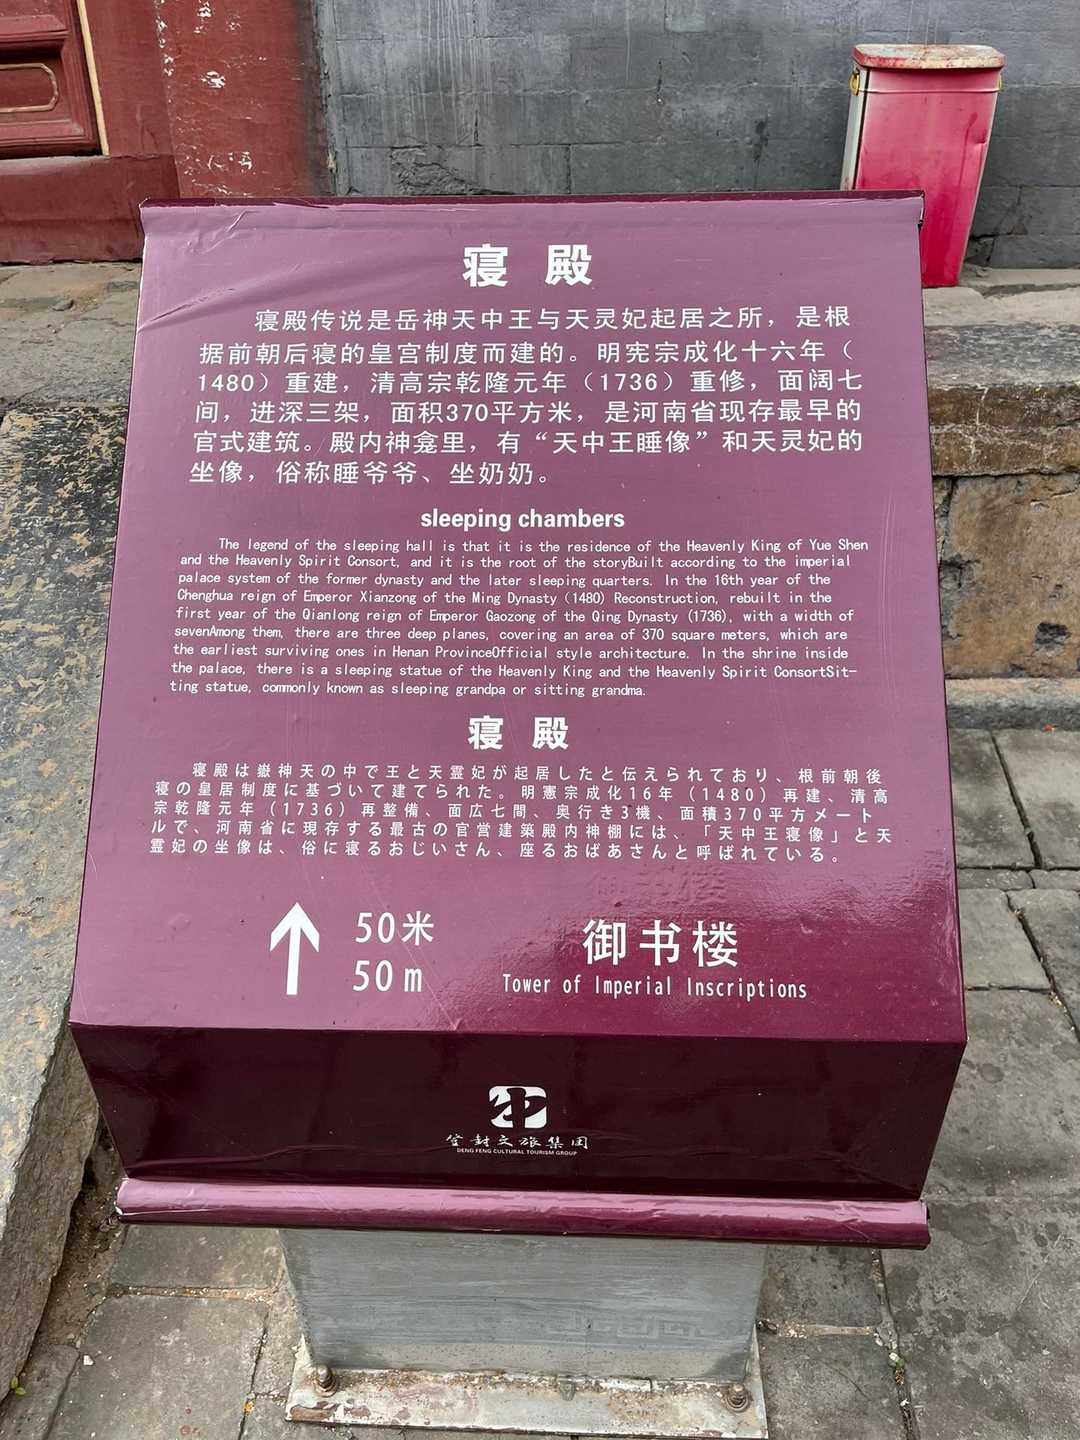 寝殿
寝殿传说是岳神天中王与天灵妃起居之所，是根
据前朝后寝的皇宫制度而建的。明宪宗成化十六年（
1480）重建，清高宗乾隆元年（1736）重修，面阔七
间，进深三架，面积370平方米，是河南省现存最早的
官式建筑。殿内神龛里，有“天中王睡像”和天灵妃的
坐像，俗称睡爷爷、坐奶奶。
sleeping chambers
The legend of the sleeping hall is that it is the residence of the Heavenly King of Yue Shen
and the Heavenly Spirit Consort, and it is the root of the storyBuilt according to the imperial
palace system of the former dynasty and the later sleeping quarters. In the 16th year of the
Chenghua reign of Emperor Xianzong of the Ming Dynasty (1480) Reconstruction, rebuilt in the
first year of the Qianlong reign of Emperor Gaozong of the Qing Dynasty (1736), with a width of
sevenAmong them, there are three deep planes, covering an area of 370 square meters, which are
the earliest surviving ones in Henan ProvinceOfficial style architecture. In the shrine inside
the palace, there is a sleeping statue of the Heavenly King and the Heavenly Spirit ConsortSit-
ting statue, commonly known as sleeping grandpa or sitting grandma.
寝殿
寝殿は嶽神天の中で王と天霊妃が起居したと伝えられており、根前朝後
寝の皇居制度に基づいて建てられた。明憲宗成化16年（1480）再建、清高
宗乾隆元年（1736）再整備、面広七間、奥行き3機、面積370平方メート
ルで、河南省に現存する最古の官営建築殿内神棚には、「天中王寝像」と天
霊妃の坐像は、俗に寝るおじいさん、座るおばあさんと呼ばれている。
50米
50m
御书楼
Tower of Imperial Inscriptions
登封文旅集团
DENG FENG CULTURAL TOURISM GROUP